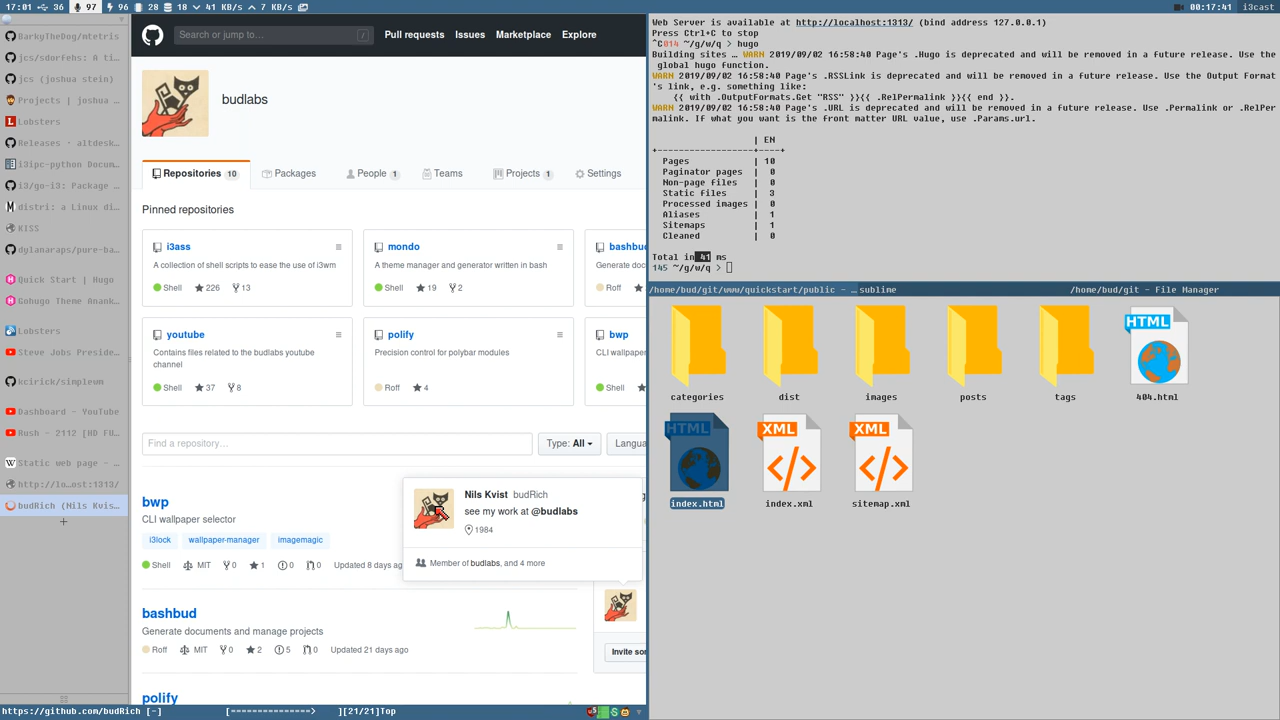 17:01 36 97 96 28 18 41 KB/s 7 KB/s
00:17:41 i3cast
BarkyTheDog/mtetris
jcs/sdorfehs: A ti…
jcs (joshua stein)
Projects | joshua …
Lobsters
Releases · altdesk…
i3ipc-python Docum…
i3/go-i3: Package …
distri: a Linux di…
KISS
dylanaraps/pure-ba…
Quick Start | Hugo
Gohugo Theme Anank…
Lobsters
Steve Jobs Preside…
Dashboard - YouTube
Rush - 2112 [HD FU…
Static web page - …
http://lo…st:1313/
budRich (Nils Kvis…
Search or jump to…
/
Pull requests Issues Marketplace Explore
budlabs
Repositories 10 Packages People 1 Teams Projects 1 Settings
Pinned repositories
i3ass
A collection of shell scripts to ease the use of i3wm
Shell 226 13
mondo
A theme manager and generator written in bash
Shell 19 2
bashbud
Generate docum
Roff
youtube
Contains files related to the budlabs youtube
channel
Shell 37 8
polify
Precision control for polybar modules
Roff 4
bwp
CLI wallpaper
Shell
Find a repository…
Type: All
Langua
bwp
CLI wallpaper selector
i3lock wallpaper-manager imagemagic
Shell MIT 0 1 0 0 Updated 8 days ag
Nils Kvist budRich
see my work at @budlabs
1984
Member of budlabs, and 4 more
bashbud
Generate documents and manage projects
Roff MIT 0 2 5 0 Updated 21 days ago
Invite som
polify
https://github.com/budRich [-] [===============> ][21/21]Top
Web Server is available at http://localhost:1313/ (bind address 127.0.0.1)
Press Ctrl+C to stop
^C014 ~/g/w/q > hugo
Building sites … WARN 2019/09/02 16:58:40 Page's .Hugo is deprecated and will be removed in a future release. Use the
global hugo function.
WARN 2019/09/02 16:58:40 Page's .RSSLink is deprecated and will be removed in a future release. Use the Output Format
's link, e.g. something like:
{{ with .OutputFormats.Get "RSS" }}{{ .RelPermalink }}{{ end }}.
WARN 2019/09/02 16:58:40 Page's .URL is deprecated and will be removed in a future release. Use .Permalink or .RelPer
malink. If what you want is the front matter URL value, use .Params.url.
| EN
+------------------+----+
Pages | 10
Paginator pages | 0
Non-page files | 0
Static files | 3
Processed images | 0
Aliases | 1
Sitemaps | 1
Cleaned | 0
Total in 41 ms
145 ~/g/w/q >
/home/bud/git/www/quickstart/public - … sublime /home/bud/git - File Manager
categories dist images posts tags 404.html
index.html index.xml sitemap.xml